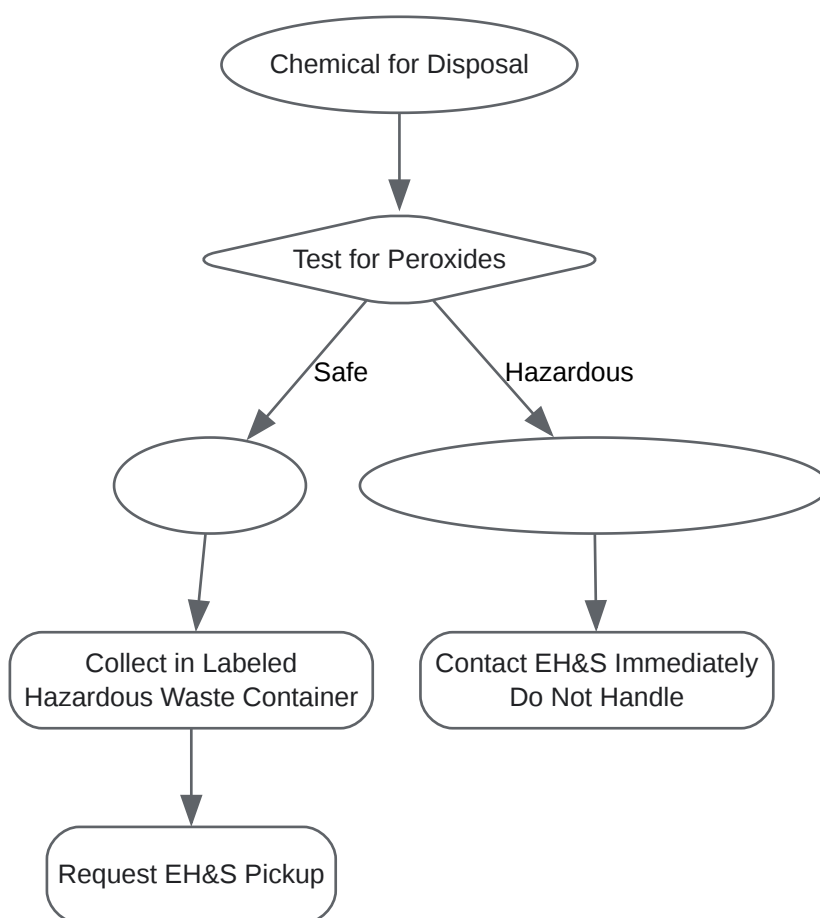 Chemical for Disposal
Test for Peroxides
Safe
Hazardous
Collect in Labeled
Hazardous Waste Container
Contact EH&S Immediately
Do Not Handle
Request EH&S Pickup